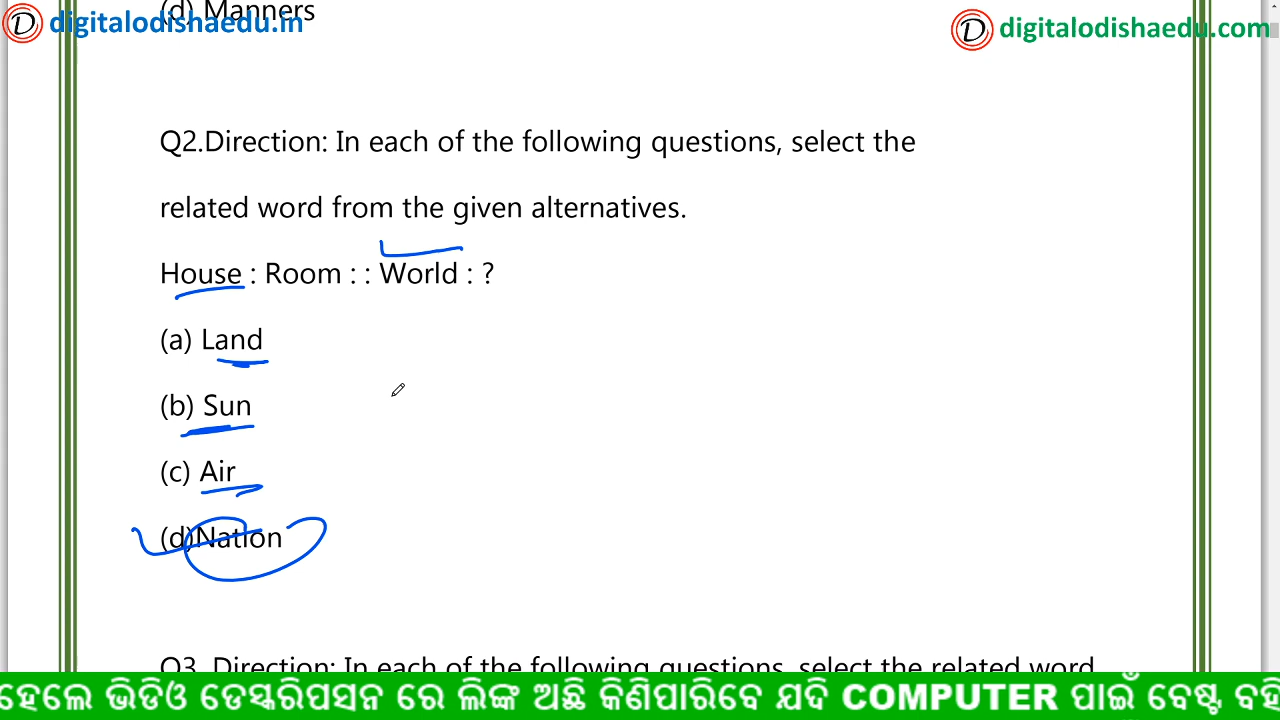 (d) Manners
digitalodishaedu.in
digitalodishaedu.com
Q2.Direction: In each of the following questions, select the
related word from the given alternatives.
House : Room : : World : ?
(a) Land
(b) Sun
(c) Air
(d)Nation
Q3. Direction: In each of the following questions, select the related word
ହେଲେ ଭିଡିଓ ଡେସ୍କରିପସନ ରେ ଲିଙ୍କ ଅଛି କିଣିପାରିବେ ଯଦି COMPUTER ପାଇଁ ବେଷ୍ଟ ବହି